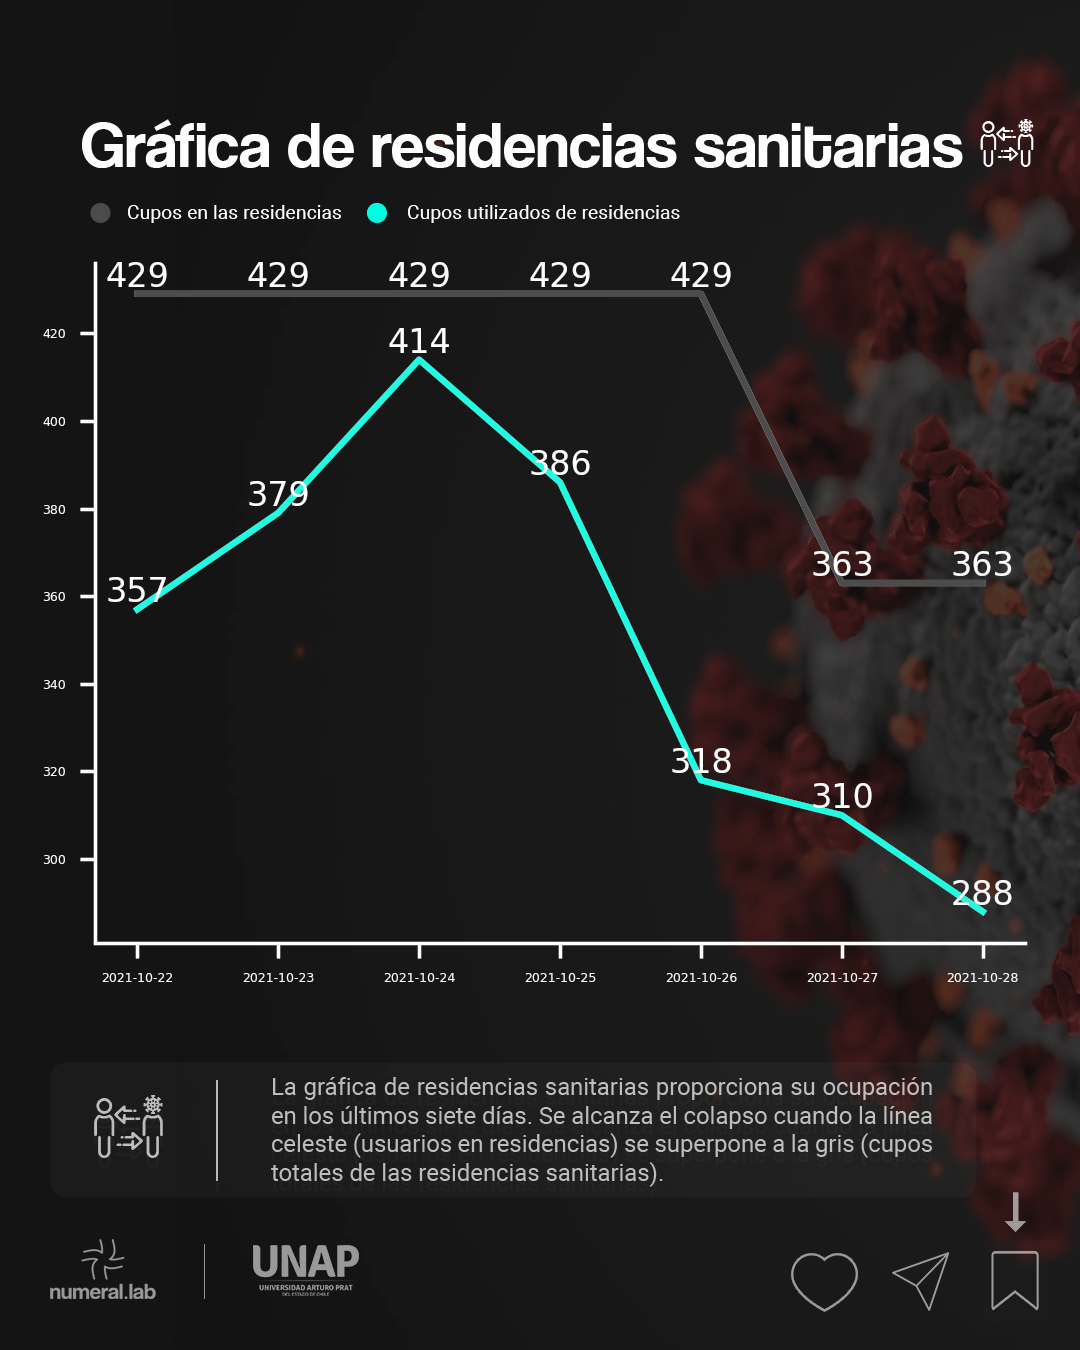 Gráfica de residencias sanitarias
Cupos en las residencias Cupos utilizados de residencias
429 429 429 429 429
420
414
400
386
379
380
363 363
357
360
340
318
320
310
300
288
2021-10-22 2021-10-23 2021-10-24 2021-10-25 2021-10-26 2021-10-27 2021-10-28
La gráfica de residencias sanitarias proporciona su ocupación
en los últimos siete días. Se alcanza el colapso cuando la línea
celeste (usuarios en residencias) se superpone a la gris (cupos
totales de las residencias sanitarias).
numeral.lab
UNAP
UNIVERSIDAD ARTURO PRAT
DEL ESTADO DE CHILE